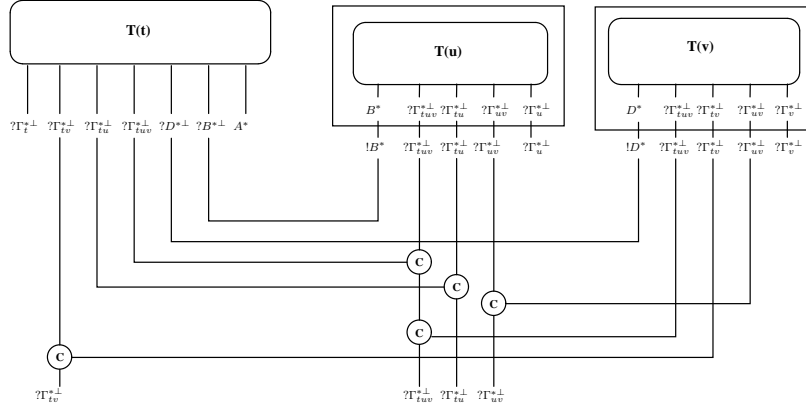 T(t) T(u) T(v)
B* ?Γ*⊥tuv ?Γ*⊥tu ?Γ*⊥uv ?Γ*⊥u D* ?Γ*⊥tuv ?Γ*⊥tv ?Γ*⊥uv ?Γ*⊥v
?Γ*⊥t ?Γ*⊥tv ?Γ*⊥tu ?Γ*⊥tuv ?D*⊥ ?B*⊥ A*
!B* ?Γ*⊥tuv ?Γ*⊥tu ?Γ*⊥uv ?Γ*⊥u !D* ?Γ*⊥tuv ?Γ*⊥tv ?Γ*⊥uv ?Γ*⊥v
C
C
C
C
C
?Γ*⊥tv ?Γ*⊥tuv ?Γ*⊥tu ?Γ*⊥uv